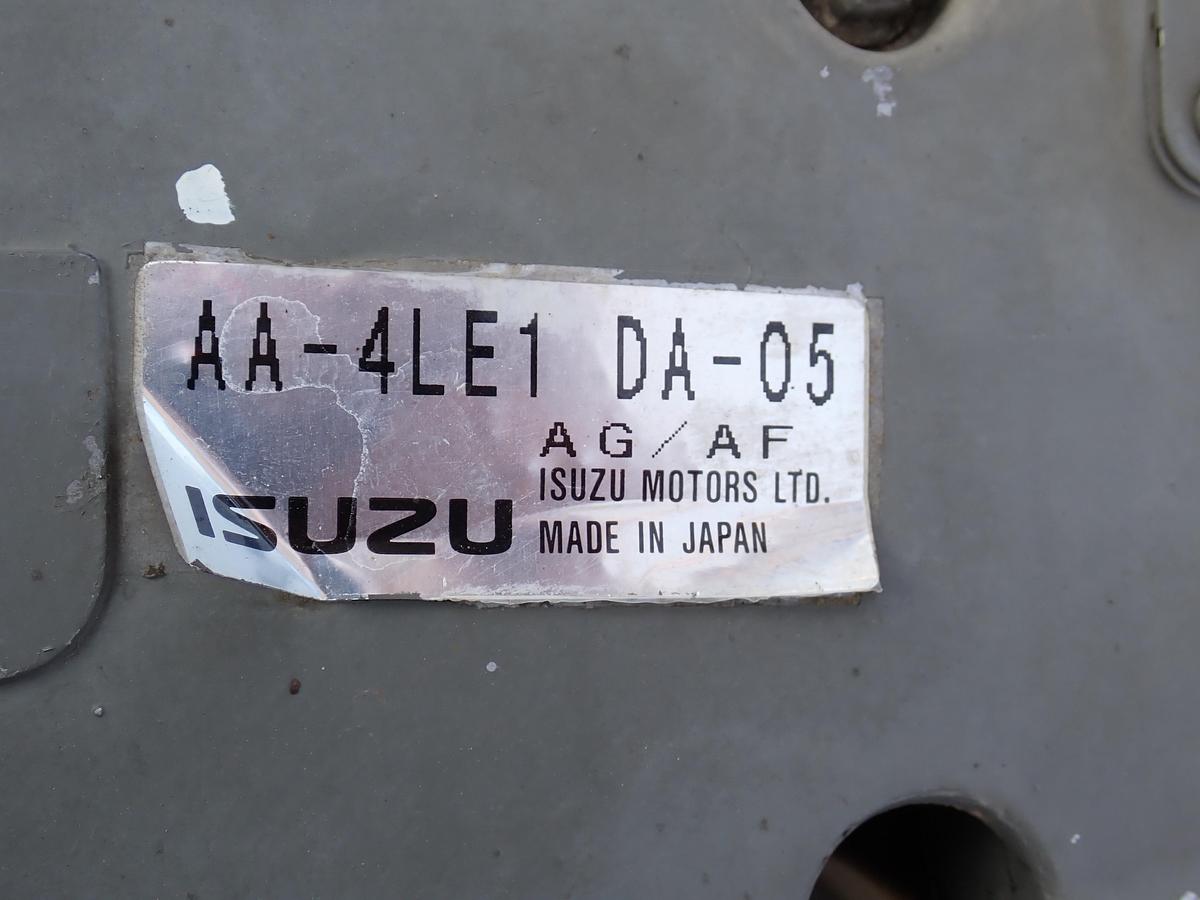 AA-4LE1 DA-05
AG/AF
ISUZU MOTORS LTD.
ISUZU MADE IN JAPAN